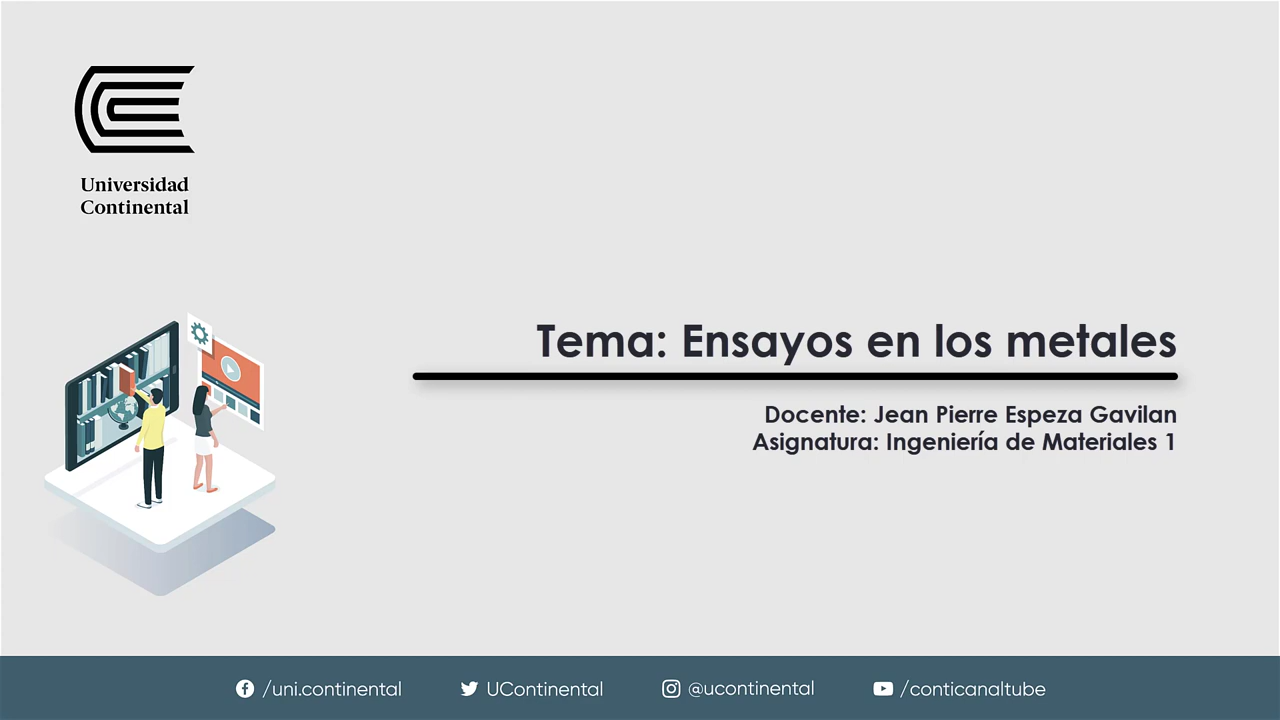 Universidad
Continental
Tema: Ensayos en los metales
Docente: Jean Pierre Espeza Gavilan
Asignatura: Ingeniería de Materiales 1
/uni.continental
UContinental
@ucontinental
/conticanaltube